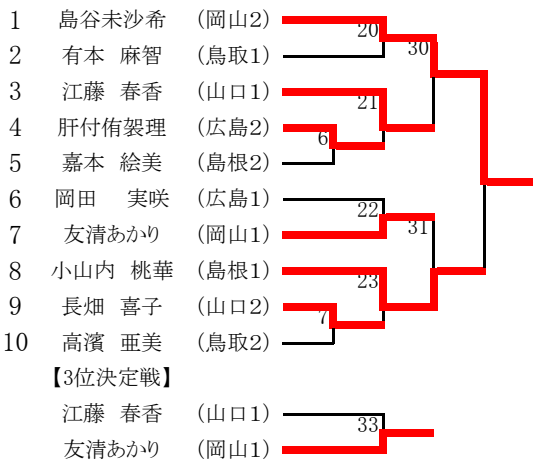 1 島谷未沙希 (岡山2)
20
30
2 有本 麻智 (鳥取1)
3 江藤 春香 (山口1)
21
4 肝付侑袈理 (広島2)
6
5 嘉本 絵美 (島根2)
6 岡田 実咲 (広島1)
22
31
7 友清あかり (岡山1)
8 小山内 桃華 (島根1)
23
9 長畑 喜子 (山口2)
7
10 高濱 亜美 (鳥取2)
【3位決定戦】
江藤 春香 (山口1)
33
友清あかり (岡山1)